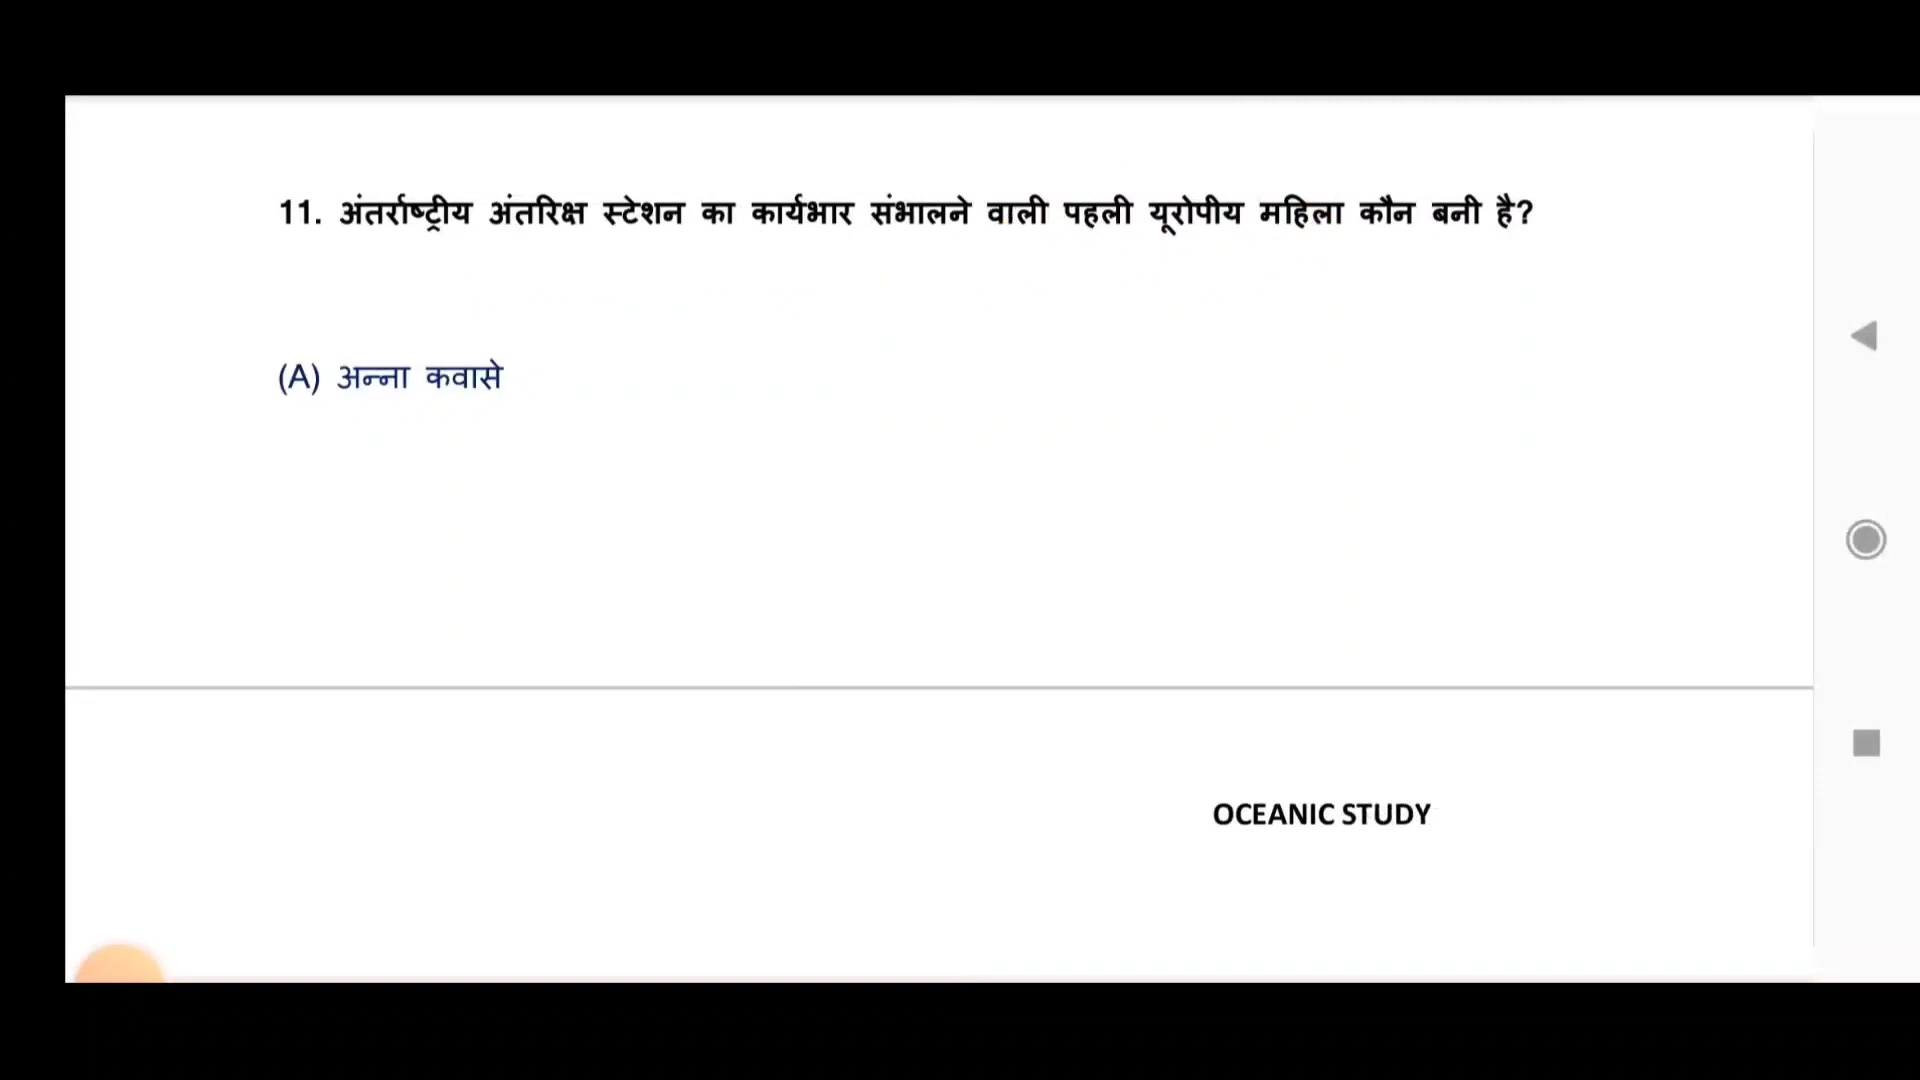 11. अंतर्राष्ट्रीय अंतरिक्ष स्टेशन का कार्यभार संभालने वाली पहली यूरोपीय महिला कौन बनी है?
(A) अन्ना कवासे
OCEANIC STUDY